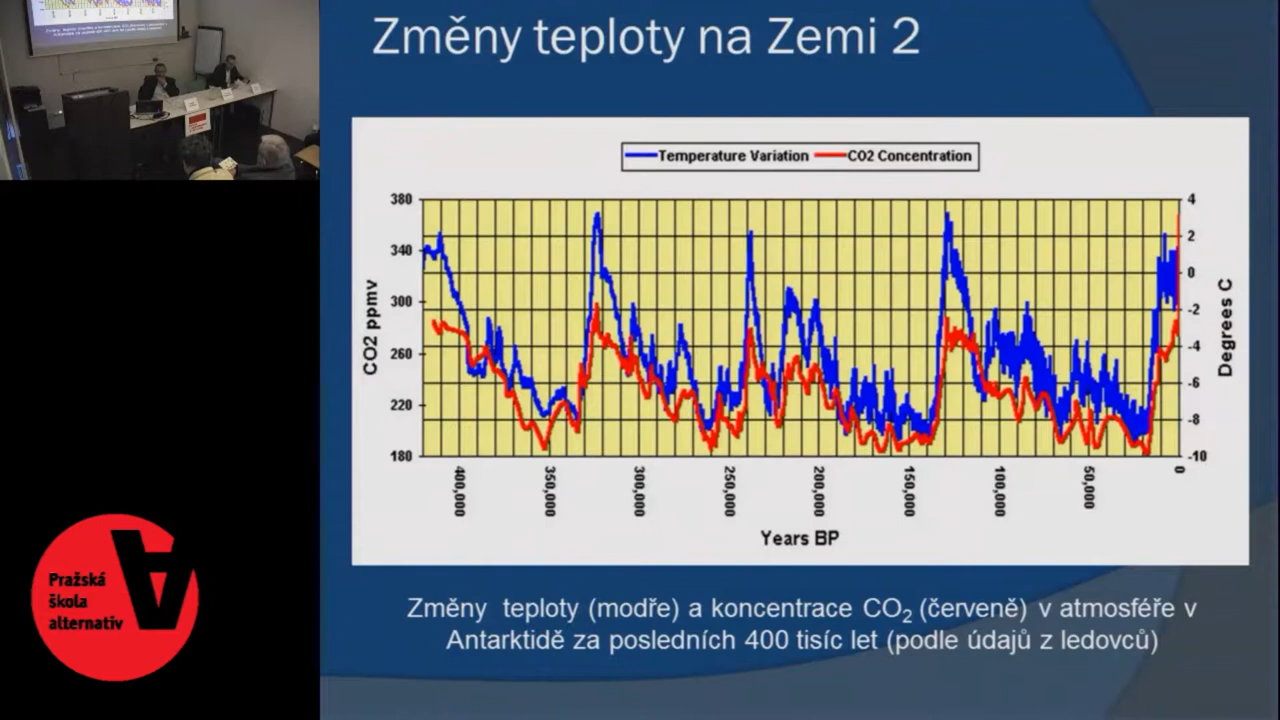 Změny teploty na Zemi 2
Temperature Variation CO2 Concentration
380
340
300
260
220
180
CO2 ppmv
4
2
0
-2
-4
-6
-8
-10
Degrees C
400,000
350,000
300,000
250,000
200,000
150,000
100,000
50,000
0
Years BP
Změny teploty (modře) a koncentrace CO₂ (červeně) v atmosféře v
Antarktidě za posledních 400 tisíc let (podle údajů z ledovců)
Pražská
škola
alternativ